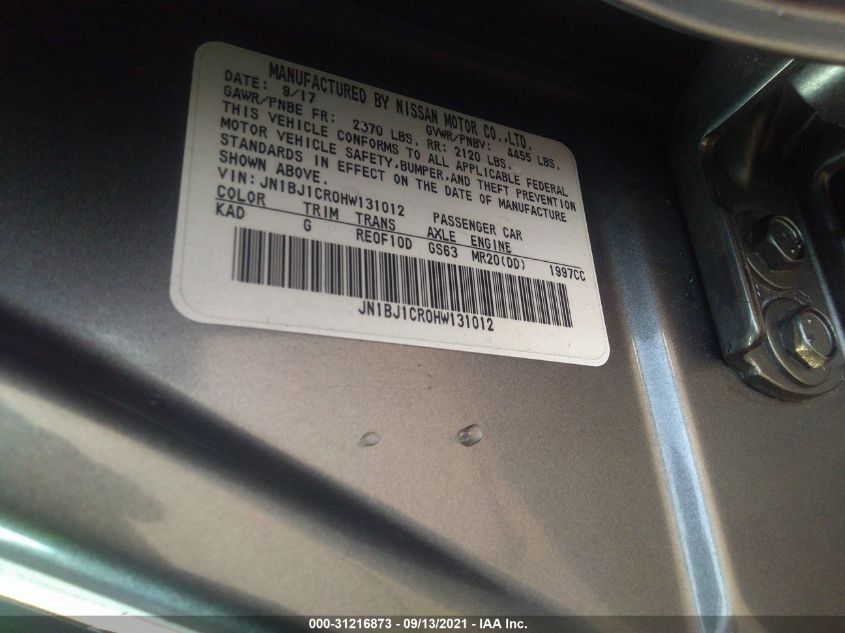 MANUFACTURED BY NISSAN MOTOR CO.,LTD.
DATE: 9/17 GVWR/PNBV: 4455 LBS.
GAWR/PNBE FR: 2370 LBS. RR: 2120 LBS.
THIS VEHICLE CONFORMS TO ALL APPLICABLE FEDERAL
MOTOR VEHICLE SAFETY,BUMPER,AND THEFT PREVENTION
STANDARDS IN EFFECT ON THE DATE OF MANUFACTURE
SHOWN ABOVE.
VIN:JN1BJ1CR0HW131012 PASSENGER CAR
COLOR TRIM TRANS AXLE ENGINE
KAD G RE0F10D GS63 MR20(DD) 1997CC
JN1BJ1CR0HW131012
000-31216873 - 09/13/2021 - IAA Inc.